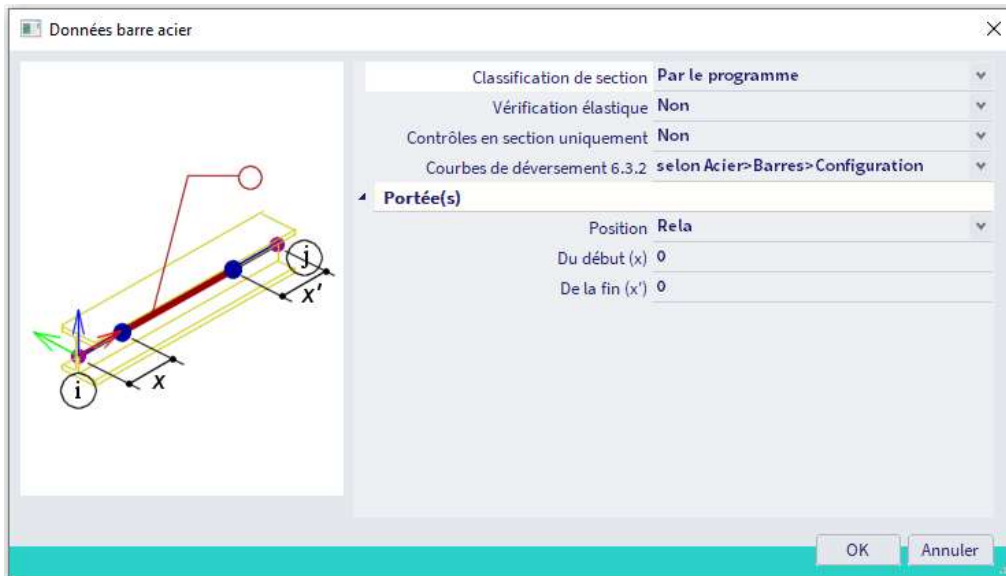 Données barre acier
Classification de section Par le programme
Vérification élastique Non
Contrôles en section uniquement Non
Courbes de déversement 6.3.2 selon Acier>Barres>Configuration
Portée(s)
Position Rela
Du début (x) 0
De la fin (x') 0
j
x'
x
i
OK Annuler